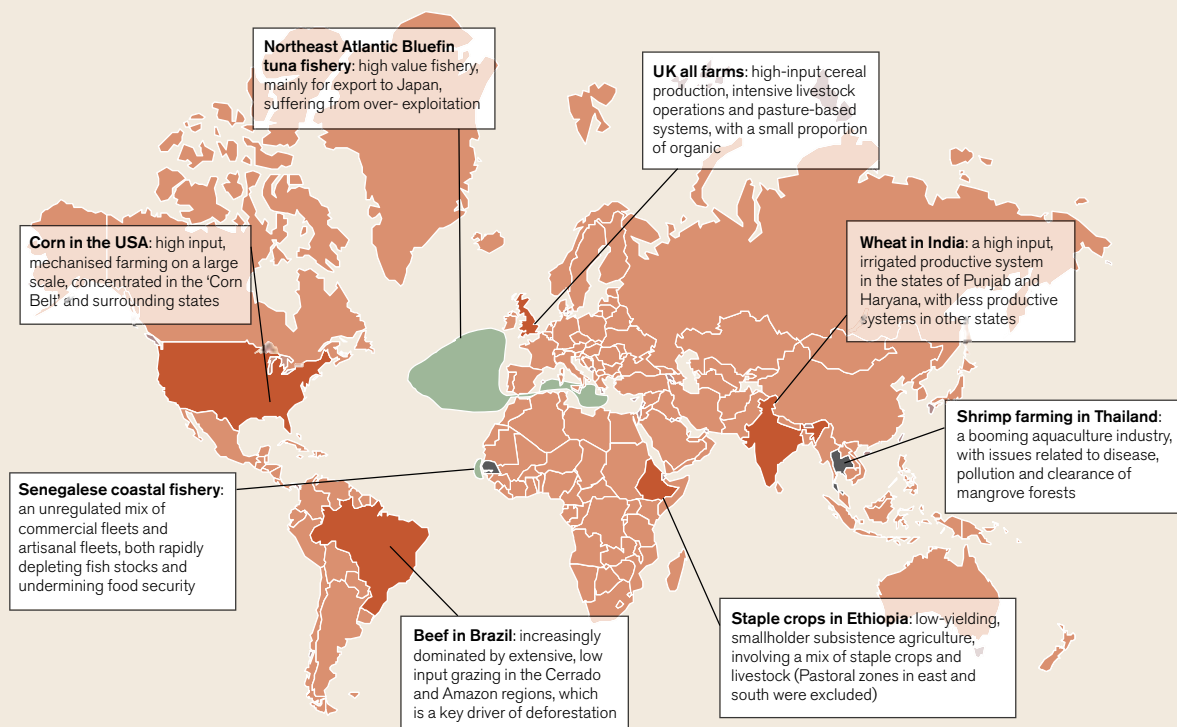 Northeast Atlantic Bluefin
tuna fishery: high value fishery,
mainly for export to Japan,
suffering from over- exploitation
UK all farms: high-input cereal
production, intensive livestock
operations and pasture-based
systems, with a small proportion
of organic
Corn in the USA: high input,
mechanised farming on a large
scale, concentrated in the ‘Corn
Belt’ and surrounding states
Wheat in India: a high input,
irrigated productive system
in the states of Punjab and
Haryana, with less productive
systems in other states
Shrimp farming in Thailand:
a booming aquaculture industry,
with issues related to disease,
pollution and clearance of
mangrove forests
Senegalese coastal fishery:
an unregulated mix of
commercial fleets and
artisanal fleets, both rapidly
depleting fish stocks and
undermining food security
Beef in Brazil: increasingly
dominated by extensive, low
input grazing in the Cerrado
and Amazon regions, which
is a key driver of deforestation
Staple crops in Ethiopia: low-yielding,
smallholder subsistence agriculture,
involving a mix of staple crops and
livestock (Pastoral zones in east and
south were excluded)